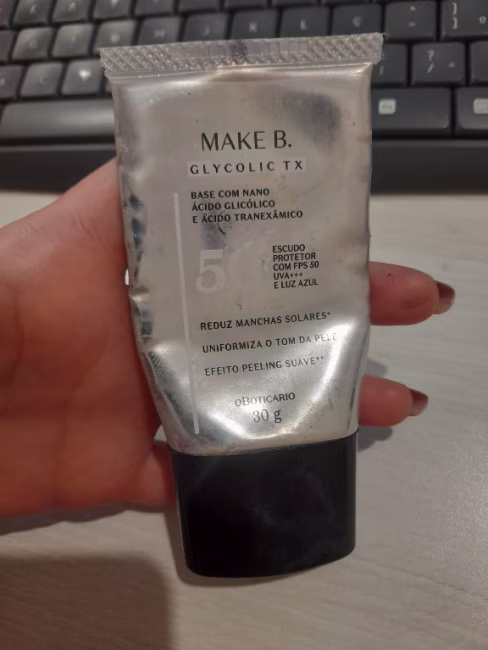 MAKE B.
GLYCOLIC TX
BASE COM NANO
ÁCIDO GLICÓLICO
E ÁCIDO TRANEXÂMICO
50
ESCUDO
PROTETOR
COM FPS 50
UVA+++
E LUZ AZUL
REDUZ MANCHAS SOLARES*
UNIFORMIZA O TOM DA PELE
EFEITO PEELING SUAVE**
oBOTICÁRIO
30 g